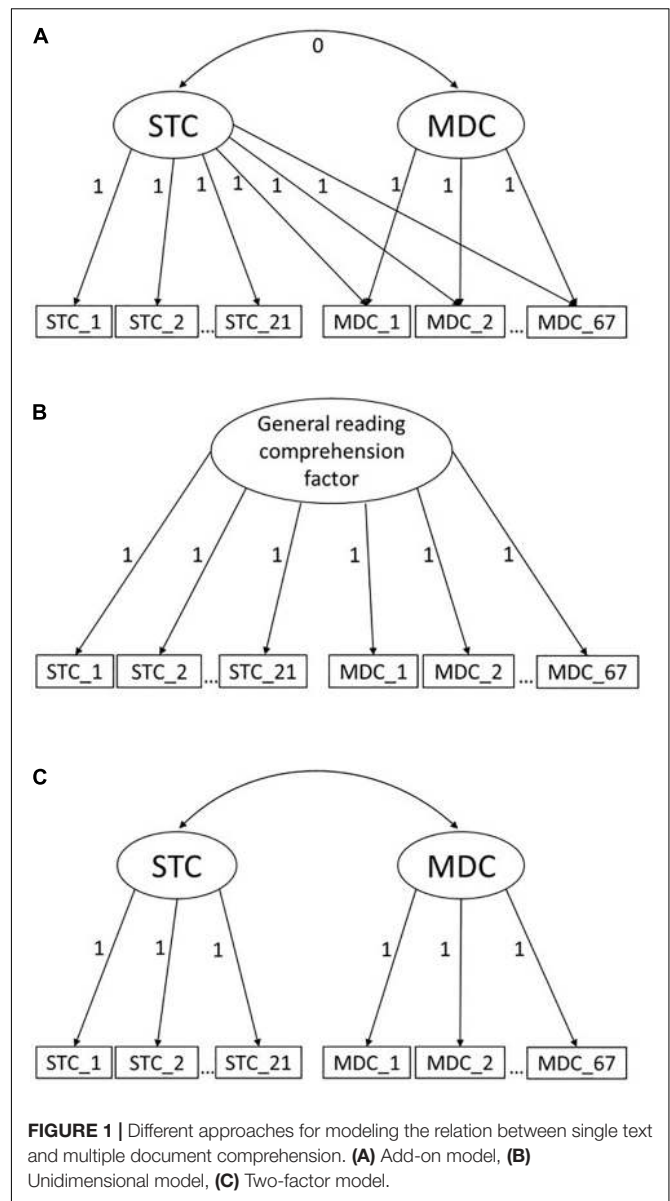 A
0
STC MDC
1 1 1 1 1 1 1 1 1
STC_1 STC_2 ... STC_21 MDC_1 MDC_2 ... MDC_67
B
General reading
comprehension
factor
1 1 1 1 1 1
STC_1 STC_2 ... STC_21 MDC_1 MDC_2 ... MDC_67
C
STC MDC
1 1 1 1 1 1
STC_1 STC_2 ... STC_21 MDC_1 MDC_2 ... MDC_67
FIGURE 1 | Different approaches for modeling the relation between single text
and multiple document comprehension. (A) Add-on model, (B)
Unidimensional model, (C) Two-factor model.